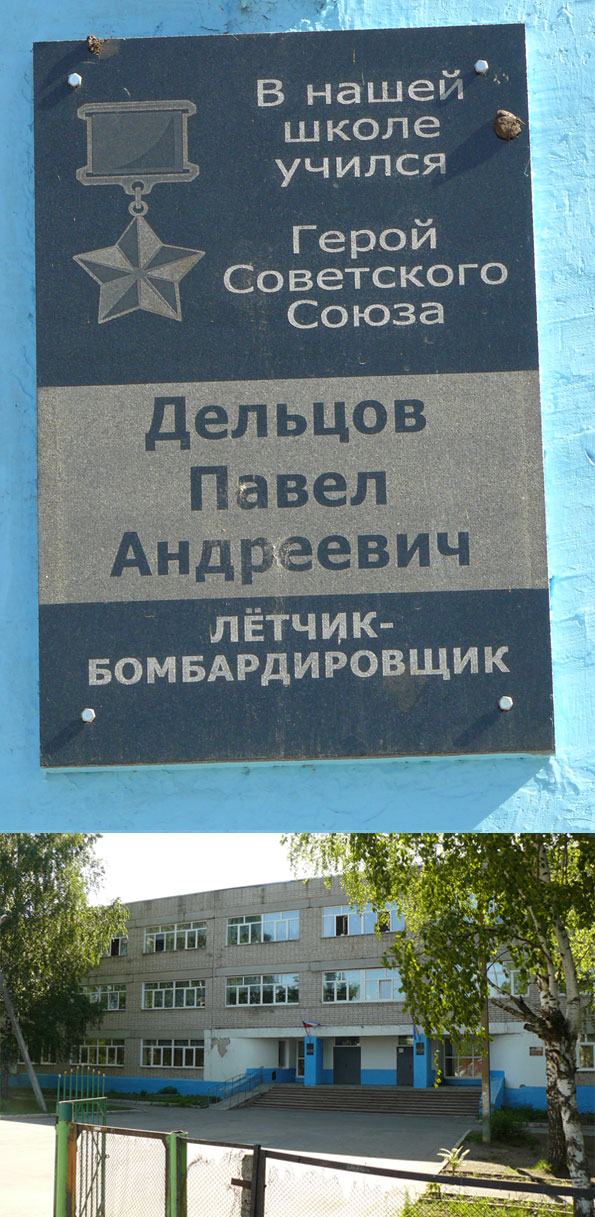 В нашей
школе
учился
Герой
Советского
Союза
Дельцов
Павел
Андреевич
ЛЁТЧИК-
БОМБАРДИРОВЩИК